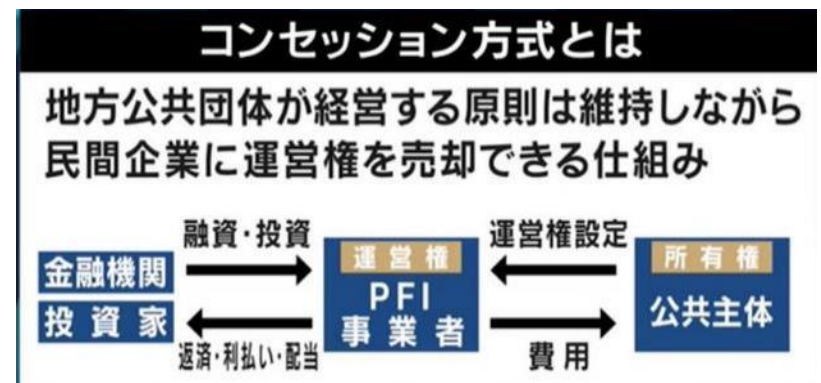 コンセッション方式とは
地方公共団体が経営する原則は維持しながら
民間企業に運営権を売却できる仕組み
融資・投資
運営権設定
金融機関
投資家
運営権
PFI
事業者
所有権
公共主体
返済・利払い・配当
費用